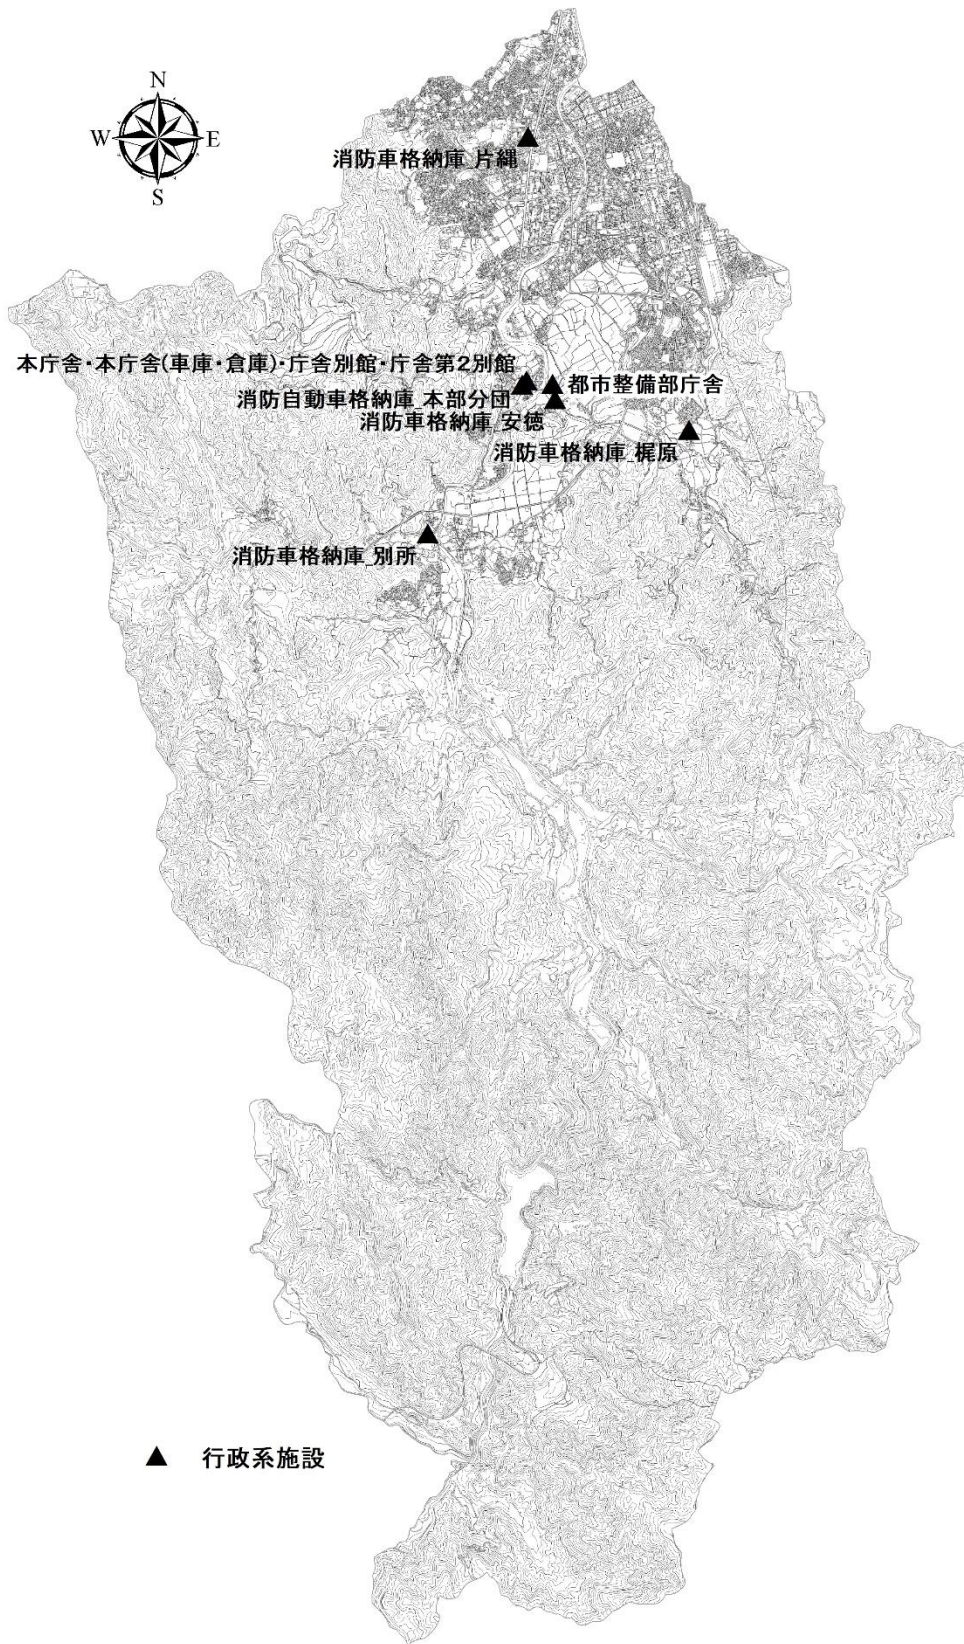 N
W
E
S
消防車格納庫_片縄
本庁舎・本庁舎(車庫・倉庫)・庁舎別館・庁舎第2別館
都市整備部庁舎
消防自動車格納庫_本部分団
消防車格納庫_安徳
消防車格納庫_梶原
消防車格納庫_別所
▲ 行政系施設